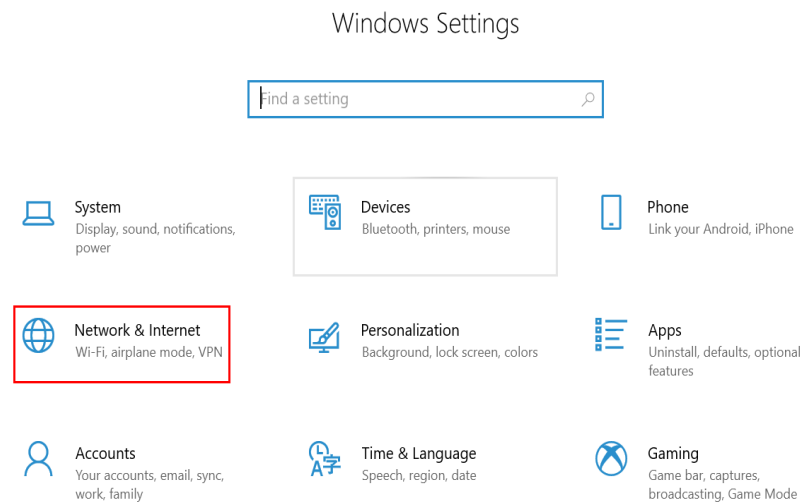 Windows Settings
Find a setting
System
Display, sound, notifications,
power
Devices
Bluetooth, printers, mouse
Phone
Link your Android, iPhone
Network & Internet
Wi-Fi, airplane mode, VPN
Personalization
Background, lock screen, colors
Apps
Uninstall, defaults, optional
features
Accounts
Your accounts, email, sync,
work, family
Time & Language
Speech, region, date
Gaming
Game bar, captures,
broadcasting, Game Mode